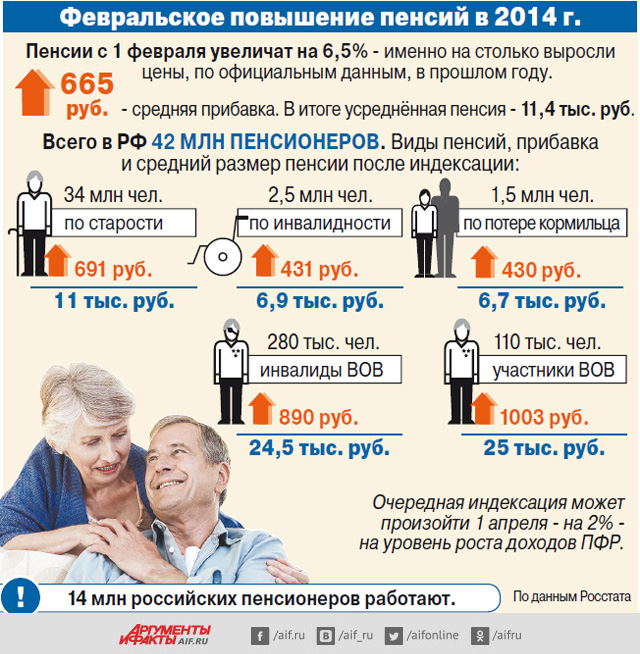 Февральское повышение пенсий в 2014 г.
Пенсии с 1 февраля увеличат на 6,5% - именно на столько выросли
цены, по официальным данным, в прошлом году.
665
руб.
- средняя прибавка. В итоге усреднённая пенсия - 11,4 тыс. руб.
Всего в РФ 42 МЛН ПЕНСИОНЕРОВ. Виды пенсий, прибавка
и средний размер пенсии после индексации:
34 млн чел.
по старости
691 руб.
11 тыс. руб.
2,5 млн чел.
по инвалидности
431 руб.
6,9 тыс. руб.
1,5 млн чел.
по потере кормильца
430 руб.
6,7 тыс. руб.
280 тыс. чел.
инвалиды ВОВ
890 руб.
24,5 тыс. руб.
110 тыс. чел.
участники ВОВ
1003 руб.
25 тыс. руб.
Очередная индексация может
произойти 1 апреля - на 2% -
на уровень роста доходов ПФР.
! 14 млн российских пенсионеров работают.
По данным Росстата
АРГУМЕНТЫ
И ФАКТЫ AIF.RU
/aif.ru
/aif_ru
/aifonline
/aifru